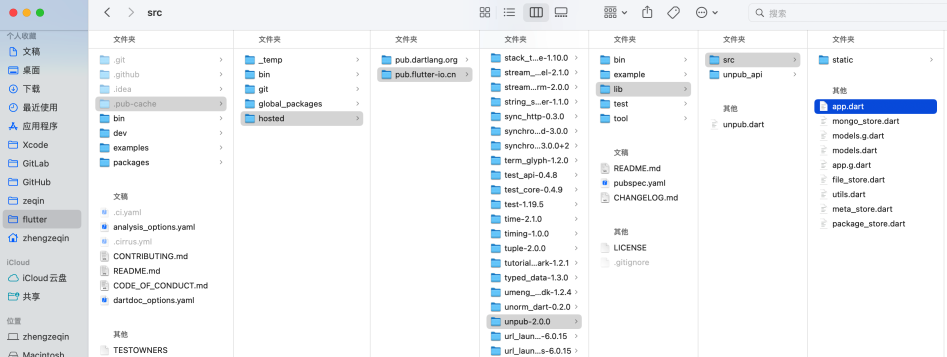 src
搜索
个人收藏
文稿
桌面
下载
最近使用
应用程序
Xcode
GitLab
GitHub
zeqin
flutter
zhengzeqin
iCloud
iCloud云盘
共享
位置
zhengzeqin
Macintosh
文件夹
.git
.github
.idea
.pub-cache
bin
dev
examples
packages
文稿
.ci.yaml
analysis_options.yaml
.cirrus.yml
CONTRIBUTING.md
README.md
CODE_OF_CONDUCT.md
dartdoc_options.yaml
其他
TESTOWNERS
文件夹
_temp
bin
git
global_packages
hosted
文件夹
pub.dartlang.org
pub.flutter-io.cn
文件夹
stack_t...e-1.10.0
stream_...el-2.1.0
stream...rm-2.0.0
string_s...er-1.1.0
sync_http-0.3.0
synchro...d-3.0.0
synchro...3.0.0+2
term_glyph-1.2.0
test_api-0.4.8
test_core-0.4.9
test-1.19.5
time-2.1.0
timing-1.0.0
tuple-2.0.0
tutorial...ark-1.2.1
typed_data-1.3.0
umeng_...dk-1.2.4
unorm_dart-0.2.0
unpub-2.0.0
url_laun...-6.0.15
url_laun...s-6.0.15
文件夹
bin
example
lib
test
tool
文稿
README.md
pubspec.yaml
CHANGELOG.md
其他
LICENSE
.gitignore
文件夹
src
unpub_api
其他
unpub.dart
文件夹
static
其他
app.dart
mongo_store.dart
models.g.dart
models.dart
app.g.dart
file_store.dart
utils.dart
meta_store.dart
package_store.dart